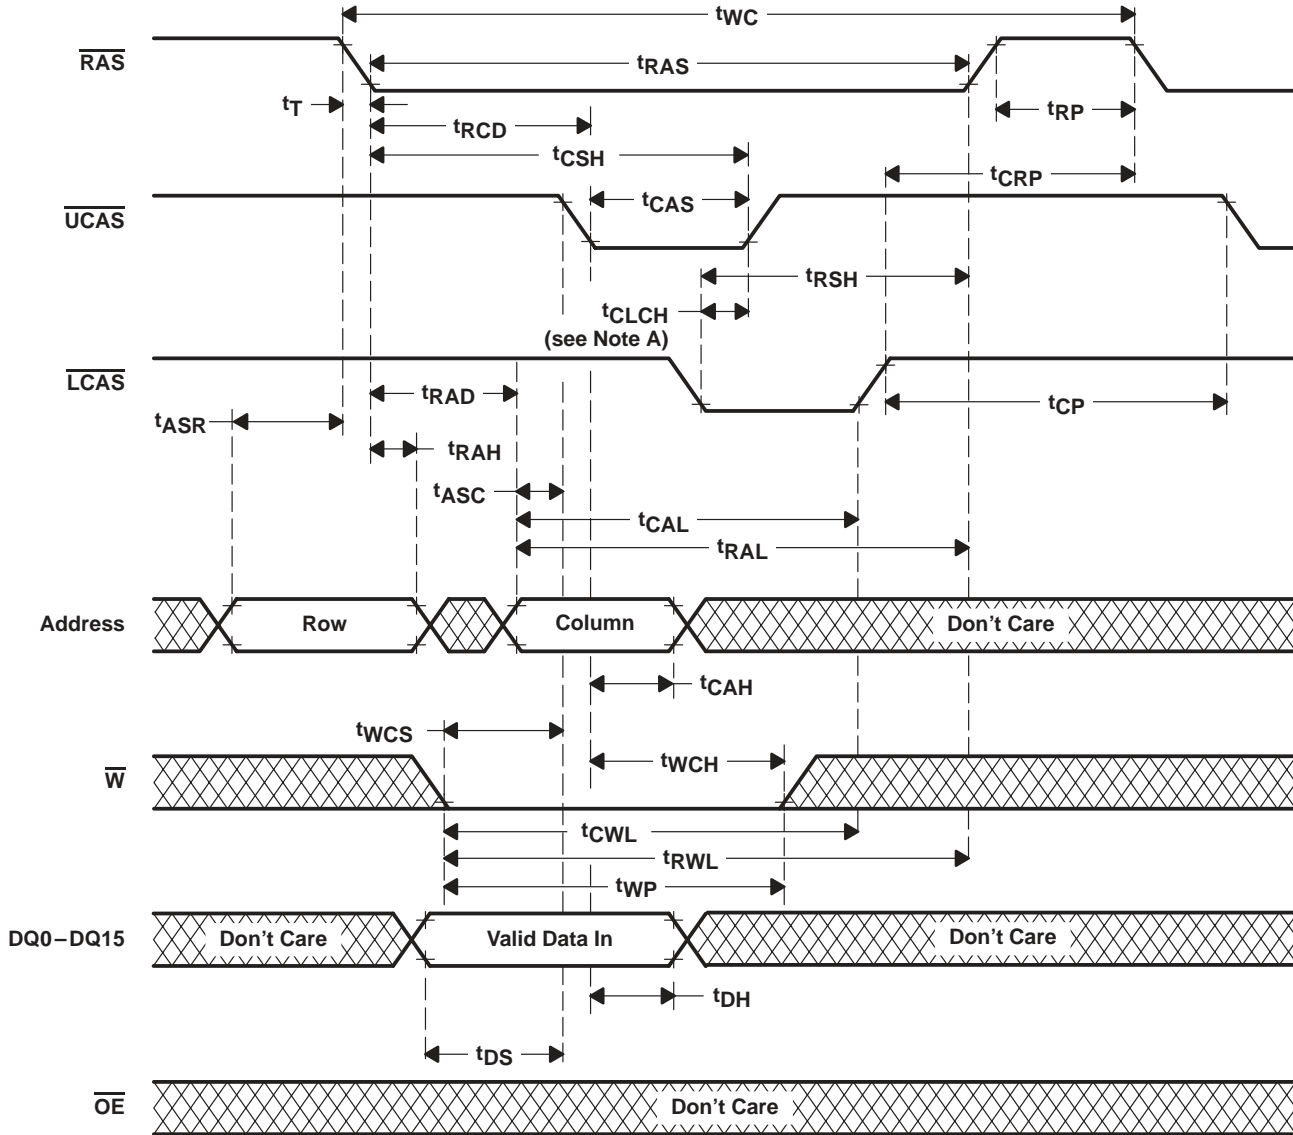 tWC
RAS
tRAS
tT
tRP
tRCD
tCSH
tCRP
UCAS
tCAS
tRSH
tCLCH
(see Note A)
LCAS
tRAD
tCP
tASR
tRAH
tASC
tCAL
tRAL
Address
Row
Column
Don't Care
tCAH
tWCS
tWCH
W
tCWL
tRWL
tWP
DQ0–DQ15
Don't Care
Valid Data In
Don't Care
tDH
tDS
OE
Don't Care